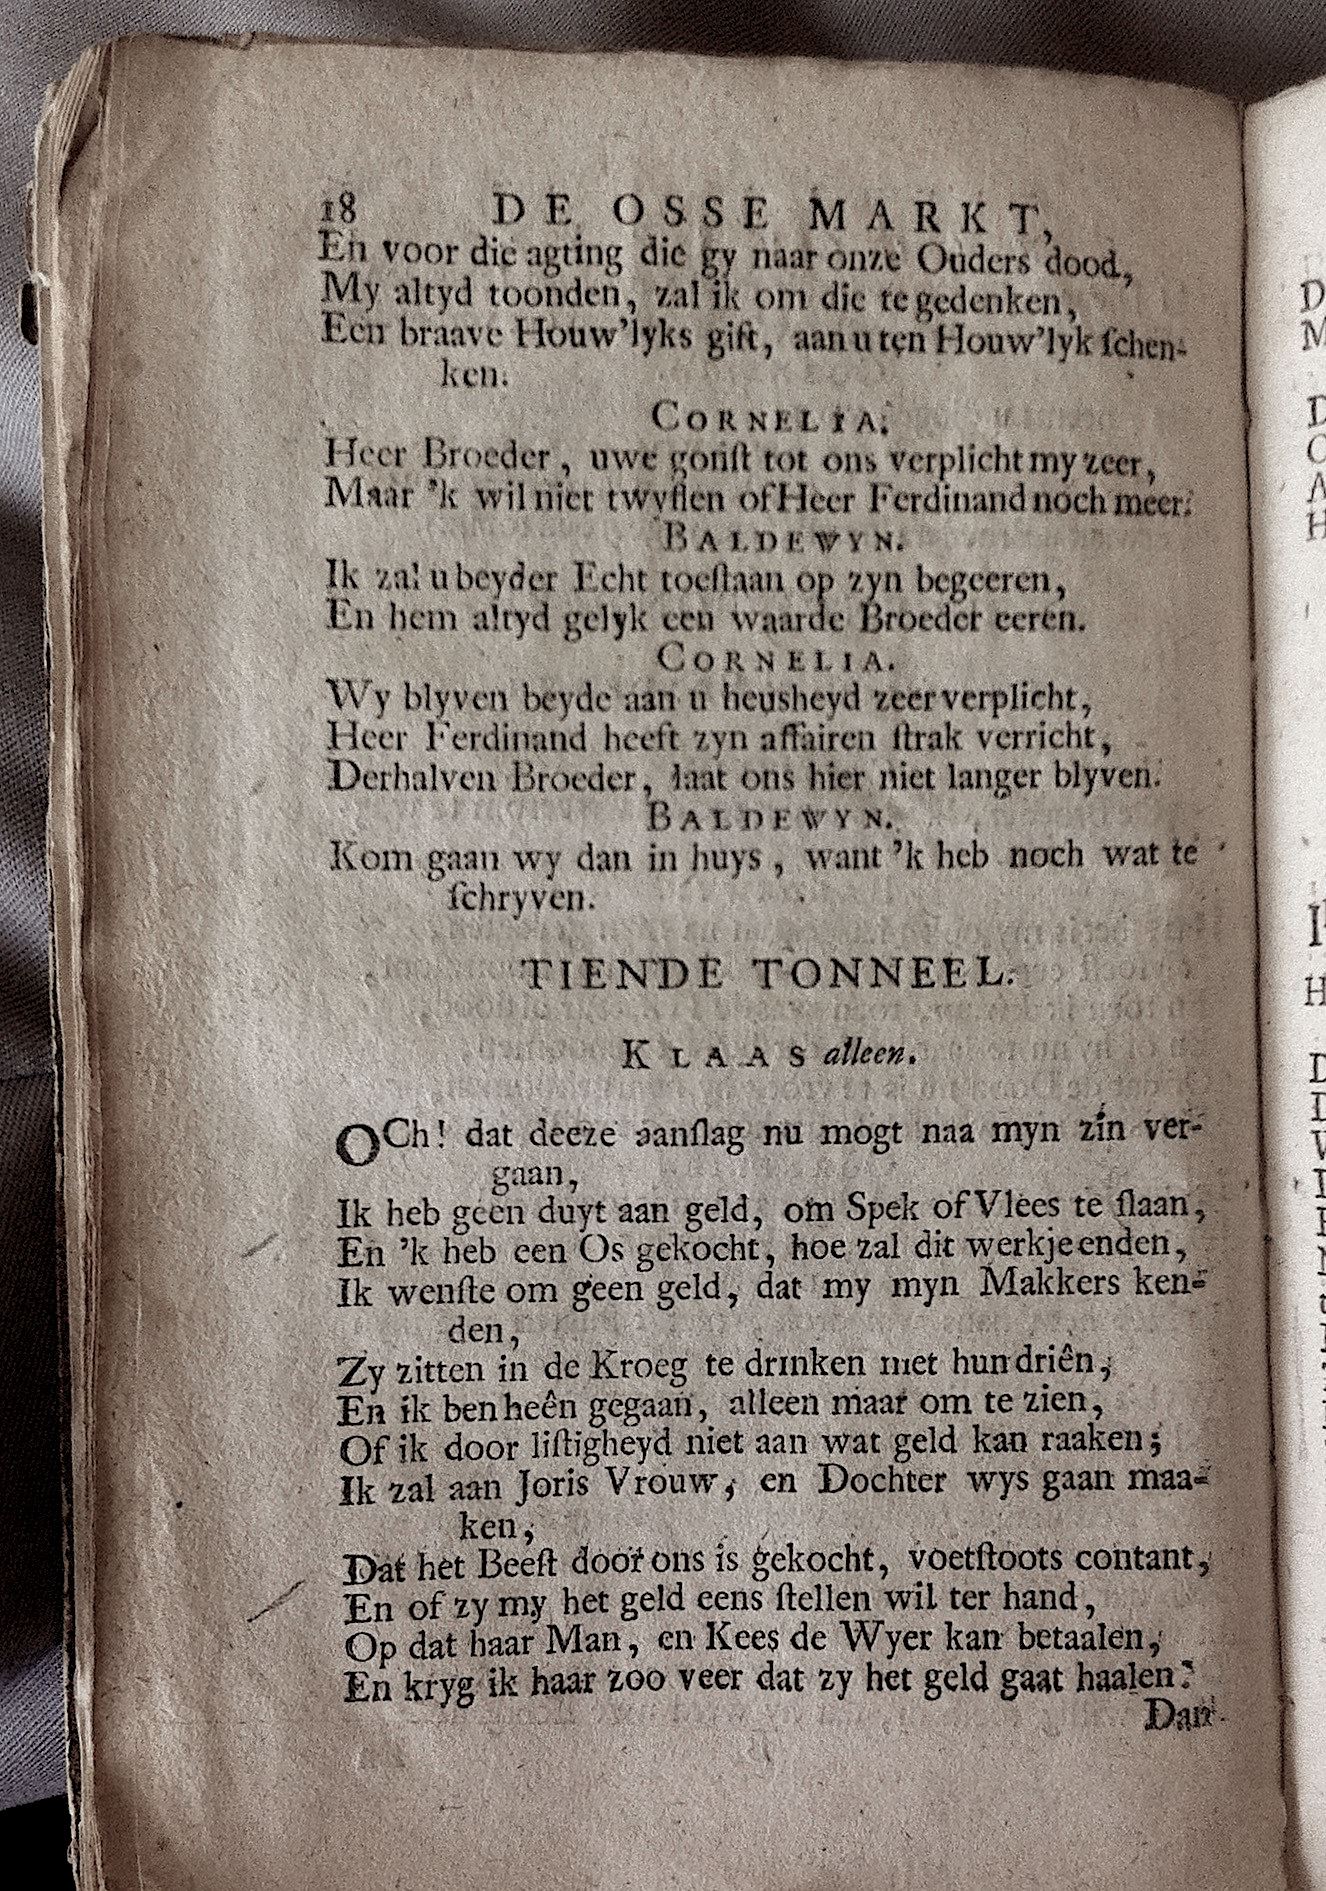 18 DE OSSE MARKT,
En voor die agting die gy naar onze Ouders dood,
My altyd toonden, zal ik om die te gedenken,
Een braave Houw'lyks gift, aan u ten Houw'lyk ſchen-
ken.
CORNELIA.
Heer Broeder, uwe gonſt tot ons verplicht my zeer,
Maar 'k wil niet twyflen of Heer Ferdinand noch meer.
BALDEWYN.
Ik zal u beyder Echt toeſtaan op zyn begeeren,
En hem altyd gelyk een waarde Broeder eeren.
CORNELIA.
Wy blyven beyde aan u heusheyd zeer verplicht,
Heer Ferdinand heeft zyn affairen ſtrak verricht,
Derhalven Broeder, laat ons hier niet langer blyven.
BALDEWYN.
Kom gaan wy dan in huys, want 'k heb noch wat te
ſchryven.
TIENDE TONNEEL.
KLAAS alleen.
OCh! dat deeze aanſlag nu mogt naa myn zin ver-
gaan,
Ik heb geen duyt aan geld, om Spek of Vlees te ſlaan,
En 'k heb een Os gekocht, hoe zal dit werkje enden,
Ik wenſte om geen geld, dat my myn Makkers ken-
den,
Zy zitten in de Kroeg te drinken met hun driên,
En ik ben heên gegaan, alleen maar om te zien,
Of ik door liſtigheyd niet aan wat geld kan raaken;
Ik zal aan Joris Vrouw, en Dochter wys gaan maa-
ken,
Dat het Beeſt door ons is gekocht, voetſtoots contant,
En of zy my het geld eens ſtellen wil ter hand,
Op dat haar Man, en Kees de Wyer kan betaalen,
En kryg ik haar zoo veer dat zy het geld gaat haalen:
Dan